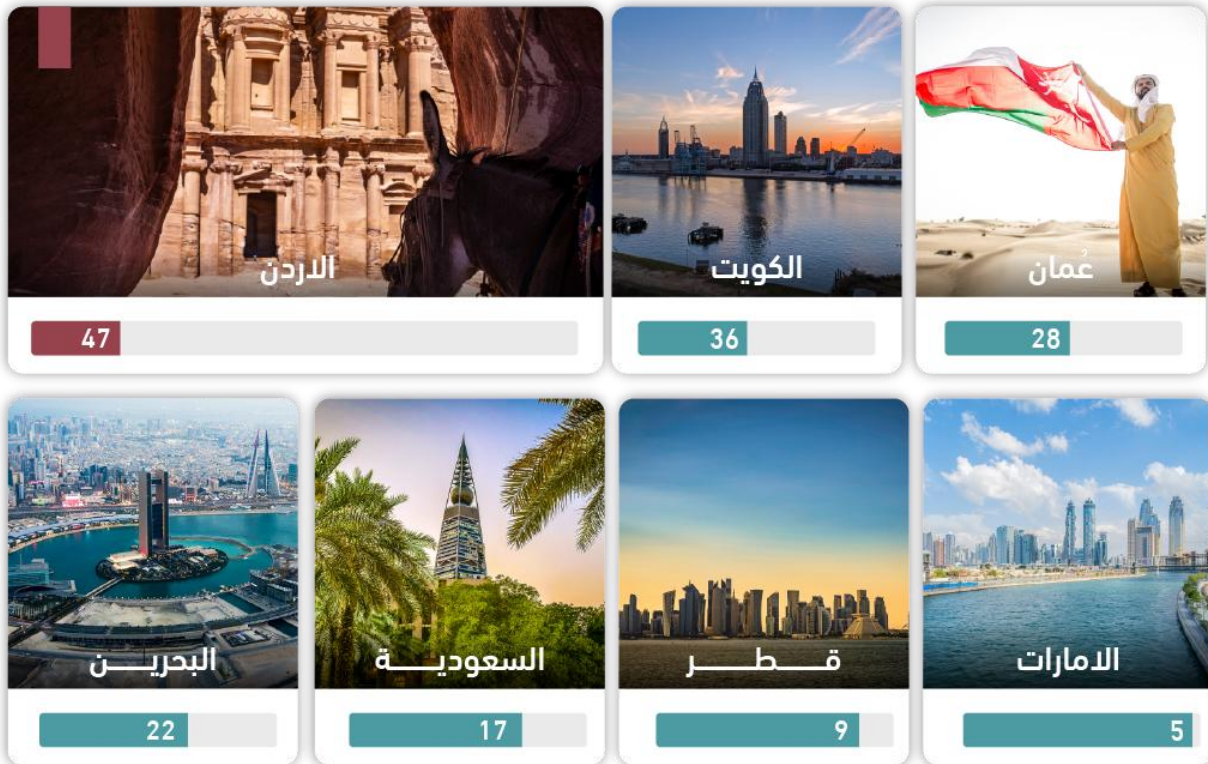 عُمان
28
الكويت
36
الاردن
47
الامارات
5
قـــطـــر
9
السعوديـــة
17
البحريـــن
22